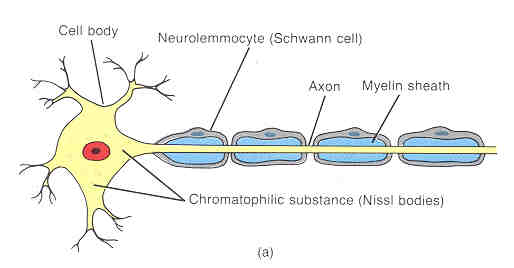 Cell body
Neurolemmocyte (Schwann cell)
Axon
Myelin sheath
Chromatophilic substance (Nissl bodies)
(a)